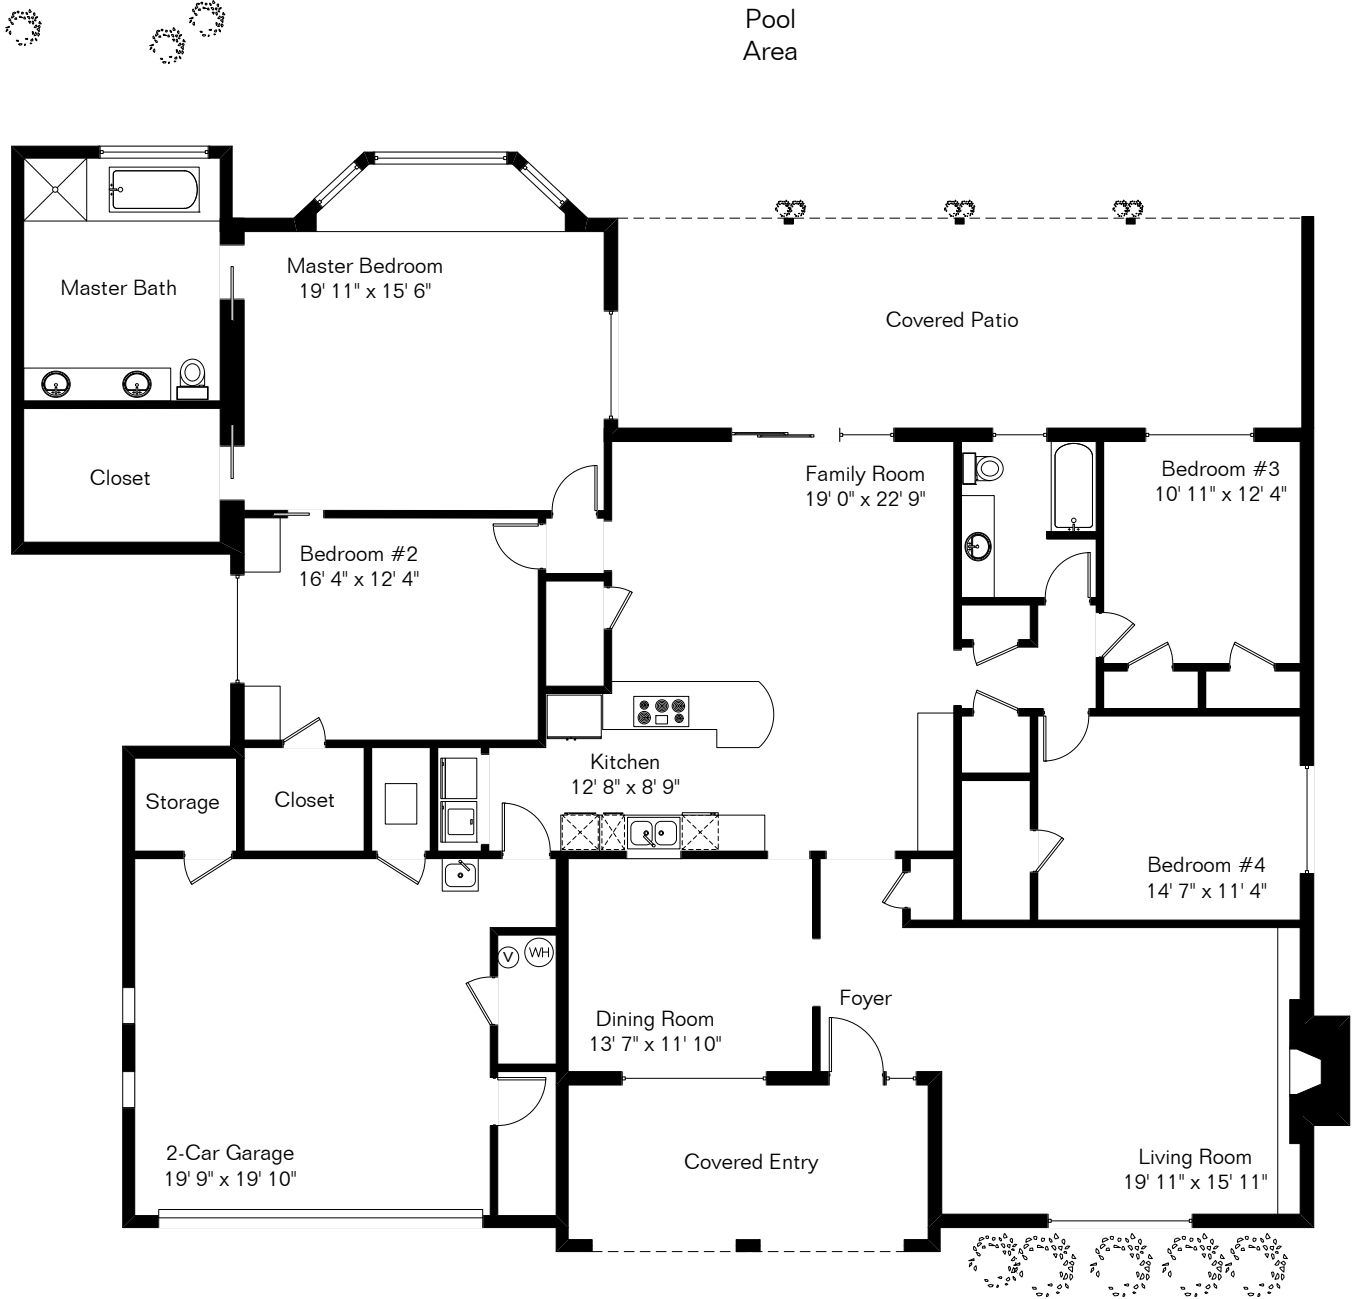 Pool
Area
Master Bedroom
19' 11" x 15' 6"
Master Bath
Covered Patio
Closet
Family Room
19' 0" x 22' 9"
Bedroom #3
10' 11" x 12' 4"
Bedroom #2
16' 4" x 12' 4"
Kitchen
12' 8" x 8' 9"
Storage
Closet
Bedroom #4
14' 7" x 11' 4"
V
WH
Foyer
Dining Room
13' 7" x 11' 10"
2-Car Garage
19' 9" x 19' 10"
Covered Entry
Living Room
19' 11" x 15' 11"